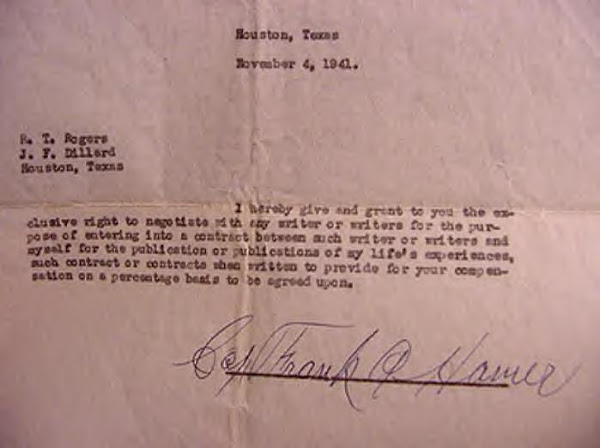 Houston, Texas
November 4, 1941.
R. T. Rogers
J. F. Dillard
Houston, Texas
I hereby give and grant to you the ex-
clusive right to negotiate with any writer or writers for the pur-
pose of entering into a contract between such writer or writers and
myself for the publication or publications of my life's experiences,
such contract or contracts when written to provide for your compen-
sation on a percentage basis to be agreed upon.
Cap Frank A Hamer